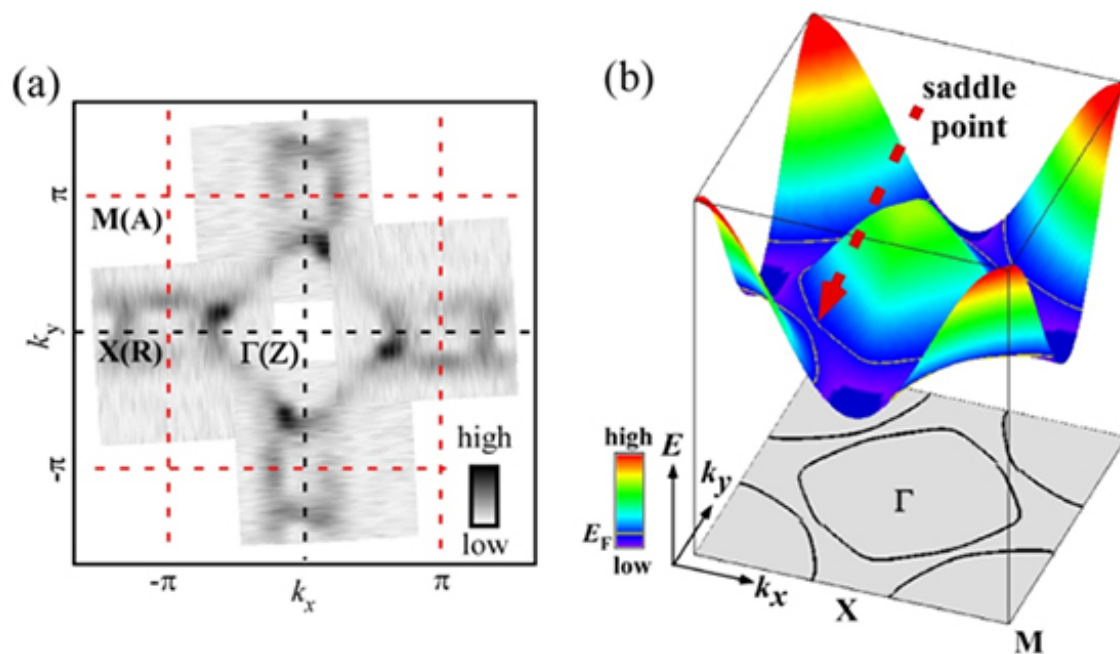 (a)
π
M(A)
k_y
X(R)
Γ(Z)
-π
high
low
-π
k_x
π
(b)
saddle
point
high
E_F
low
E
k_y
k_x
Γ
X
M